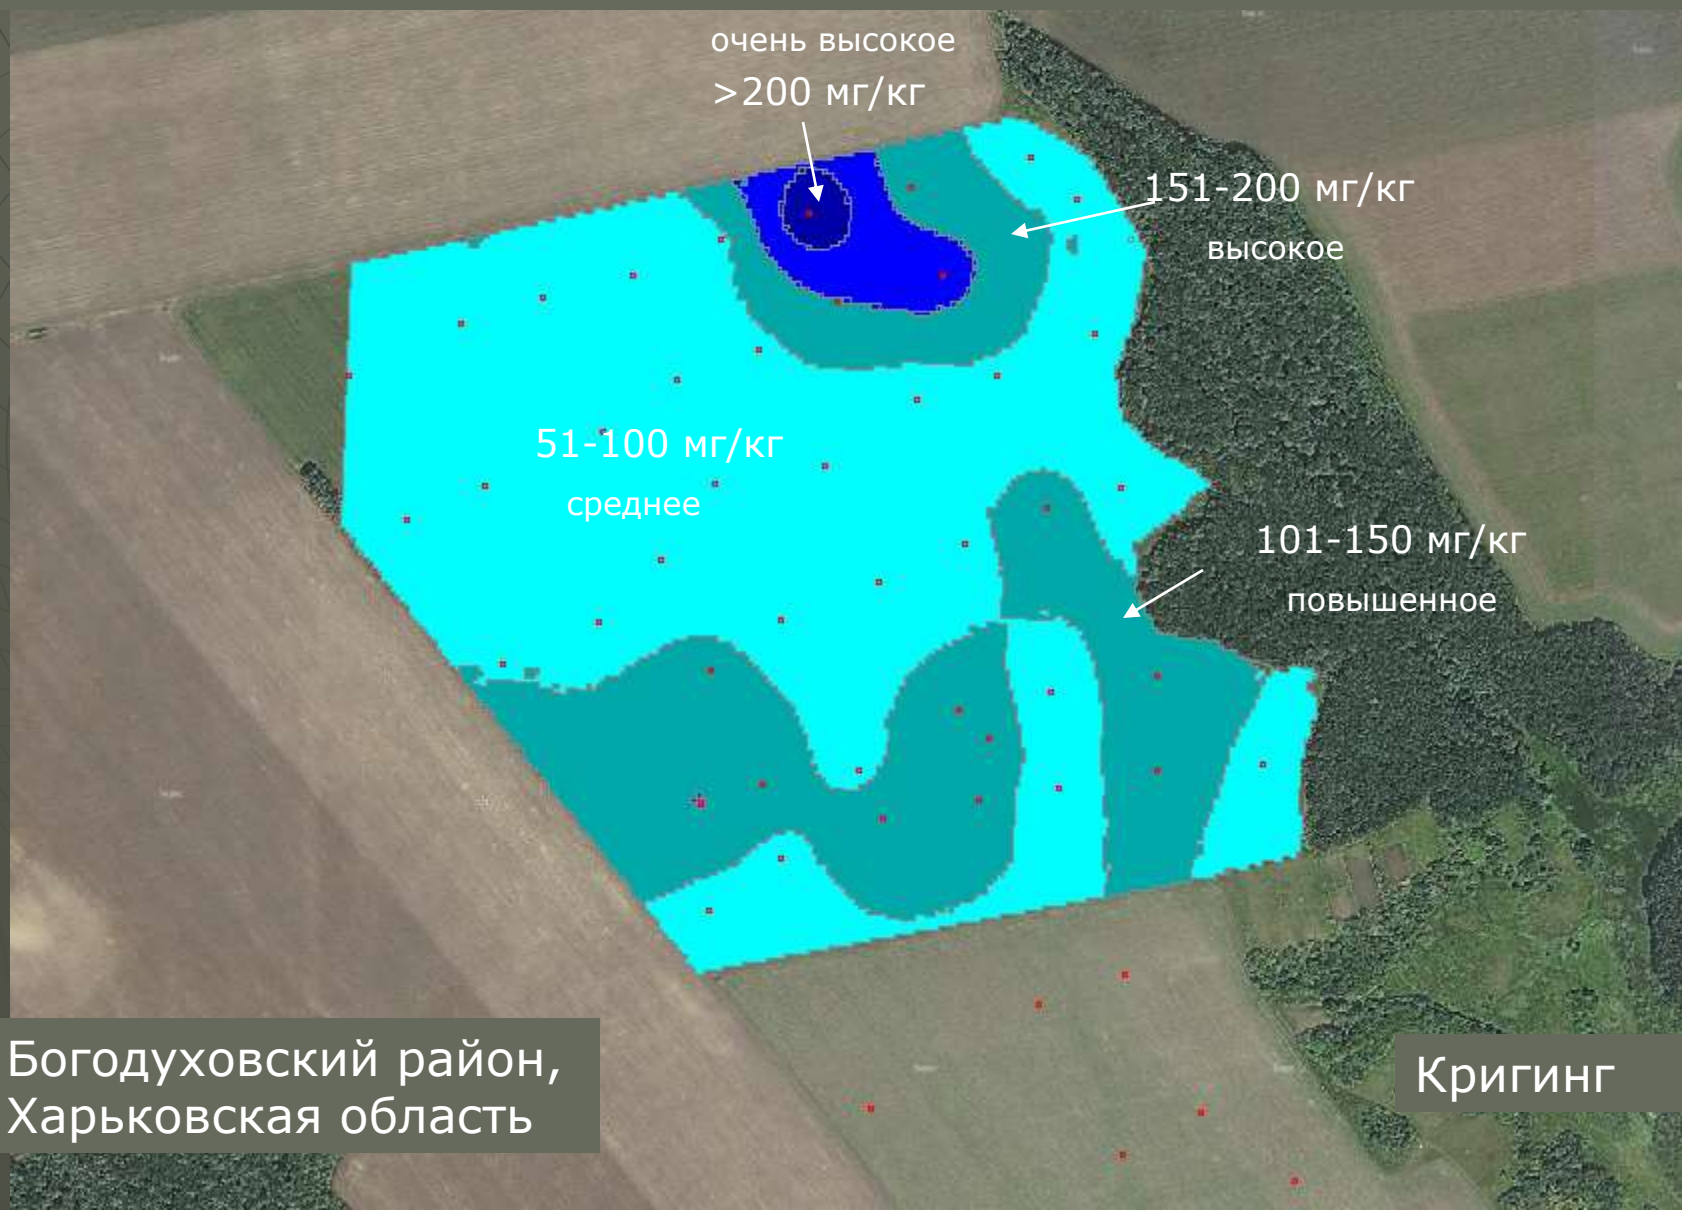 очень высокое
>200 мг/кг
151-200 мг/кг
высокое
51-100 мг/кг
среднее
101-150 мг/кг
повышенное
Богодуховский район,
Харьковская область
Кригинг